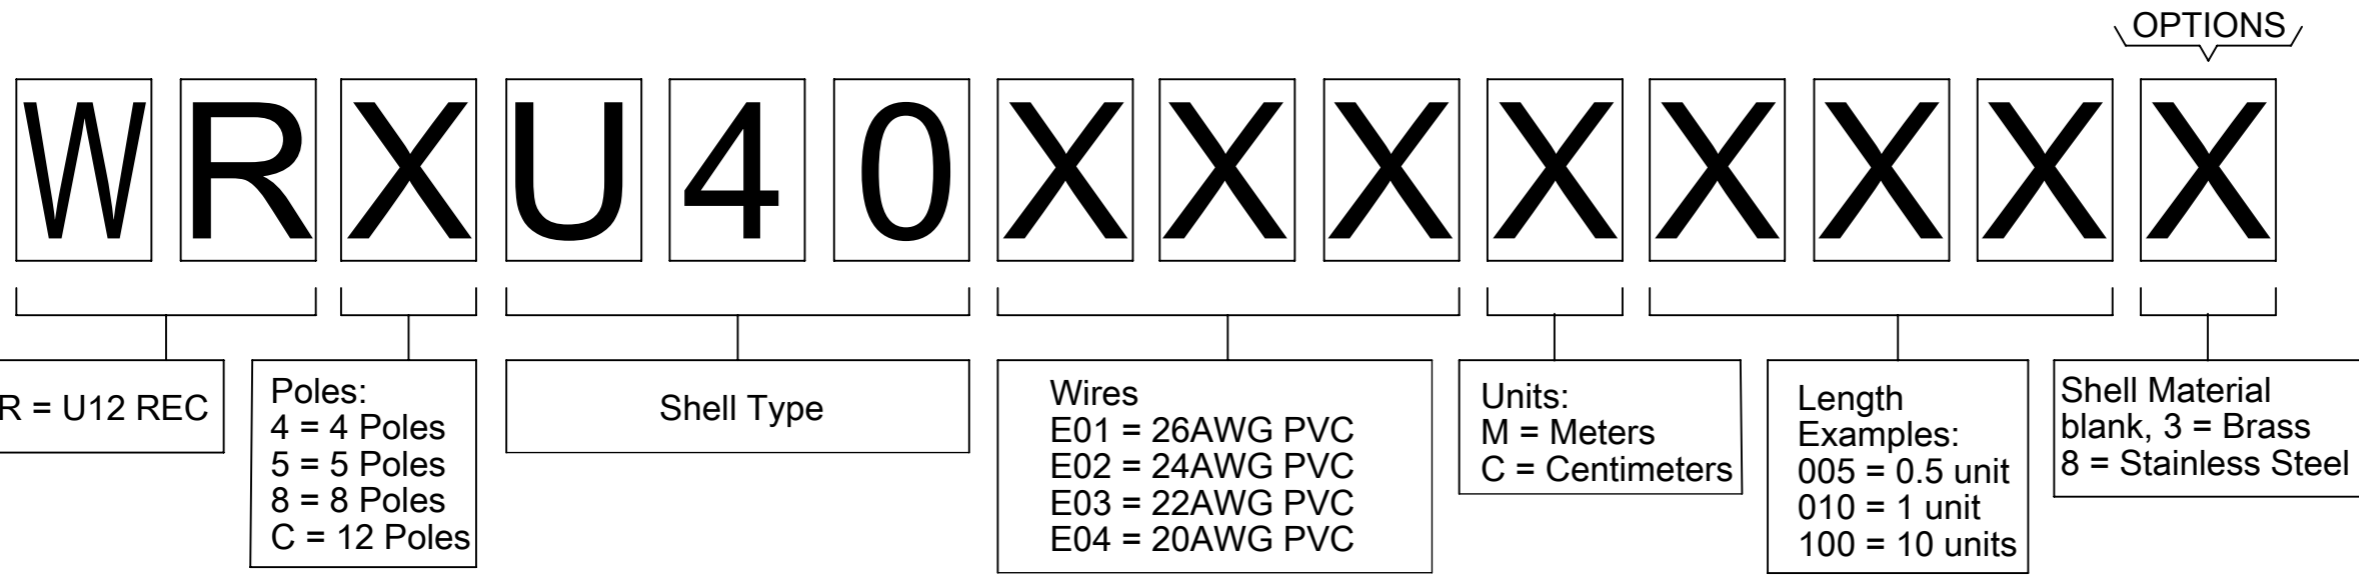 OPTIONS
WRXU40XXXXXXXX
R = U12 REC
Poles:
4 = 4 Poles
5 = 5 Poles
8 = 8 Poles
C = 12 Poles
Shell Type
Wires
E01 = 26AWG PVC
E02 = 24AWG PVC
E03 = 22AWG PVC
E04 = 20AWG PVC
Units:
M = Meters
C = Centimeters
Length
Examples:
005 = 0.5 unit
010 = 1 unit
100 = 10 units
Shell Material
blank, 3 = Brass
8 = Stainless Steel